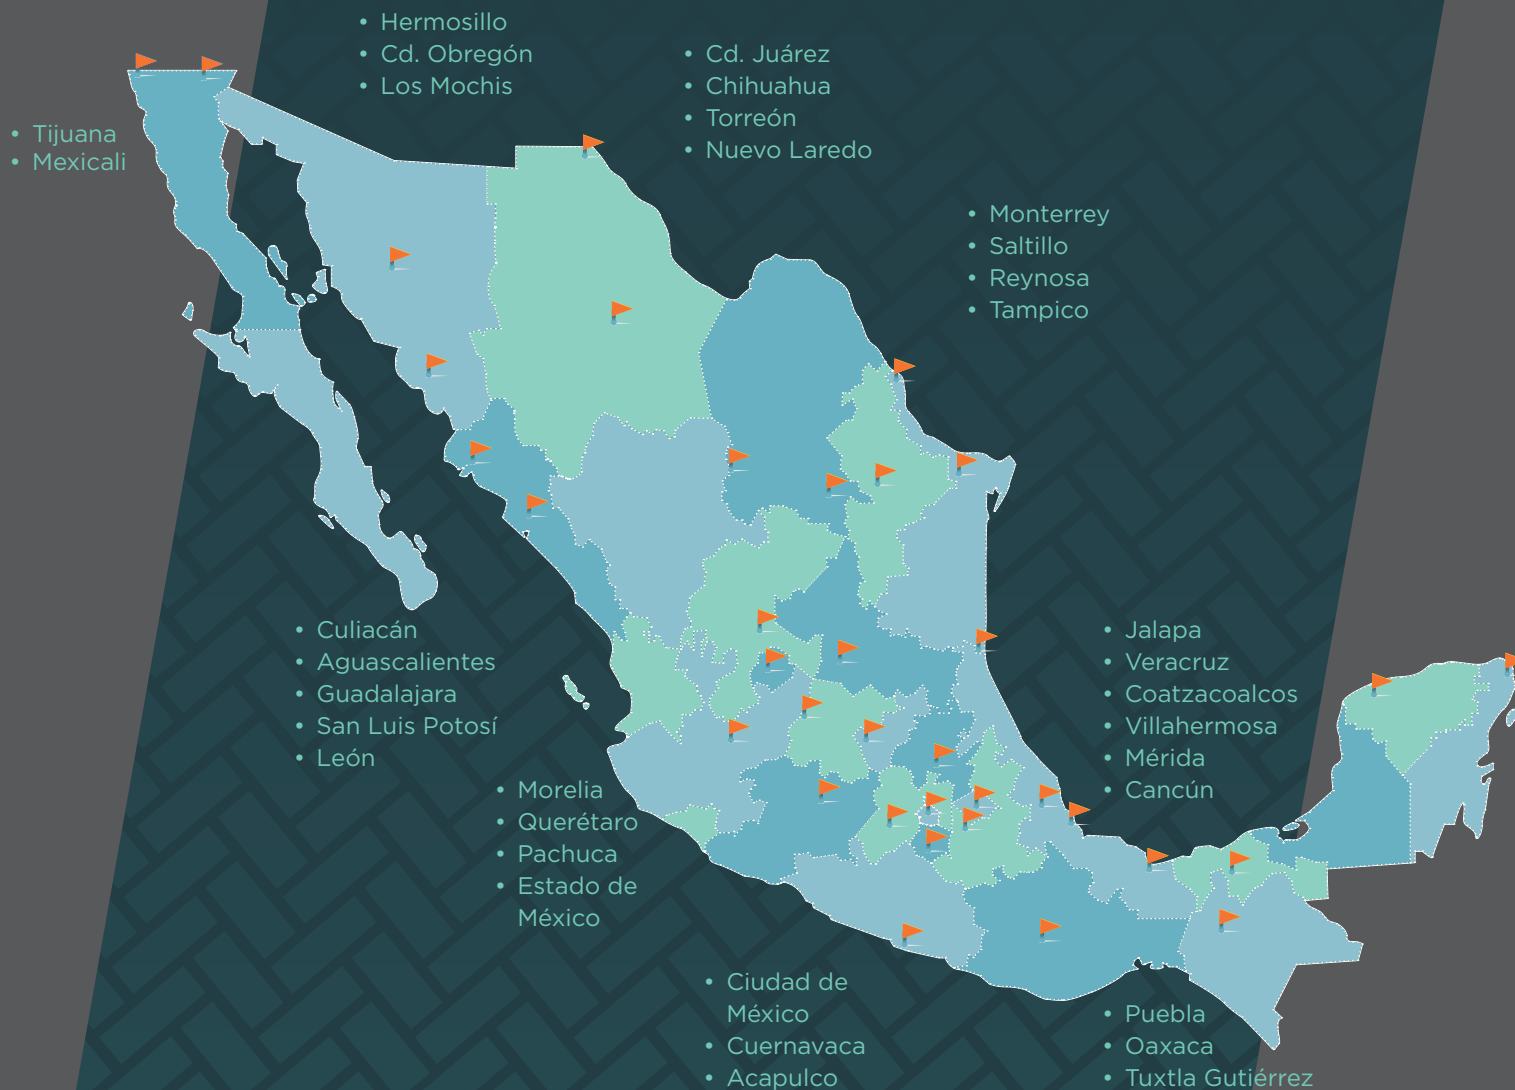 • Hermosillo
• Cd. Obregón
• Los Mochis
• Cd. Juárez
• Chihuahua
• Torreón
• Nuevo Laredo
• Tijuana
• Mexicali
• Monterrey
• Saltillo
• Reynosa
• Tampico
• Culiacán
• Aguascalientes
• Guadalajara
• San Luis Potosí
• León
• Jalapa
• Veracruz
• Coatzacoalcos
• Villahermosa
• Mérida
• Cancún
• Morelia
• Querétaro
• Pachuca
• Estado de
México
• Ciudad de
México
• Cuernavaca
• Acapulco
• Puebla
• Oaxaca
• Tuxtla Gutiérrez